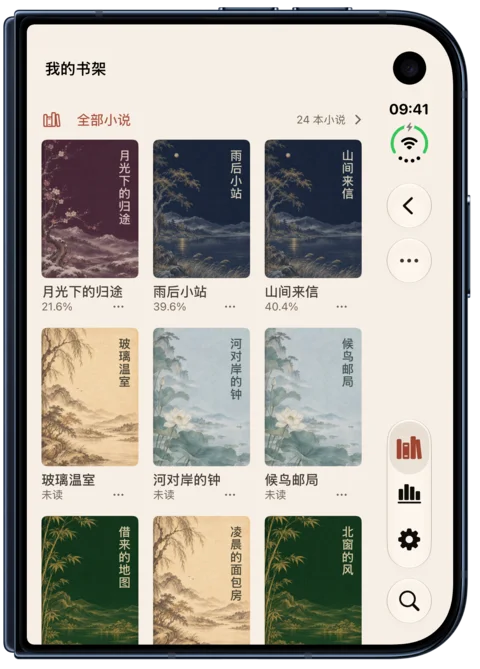 我的书架
09:41
全部小说
24 本小说
月光下的归途
雨后小站
山间来信
月光下的归途
雨后小站
山间来信
21.6%
39.6%
40.4%
玻璃温室
河对岸的钟
候鸟邮局
玻璃温室
河对岸的钟
候鸟邮局
未读
未读
未读
借来的地图
凌晨的面包房
北窗的风